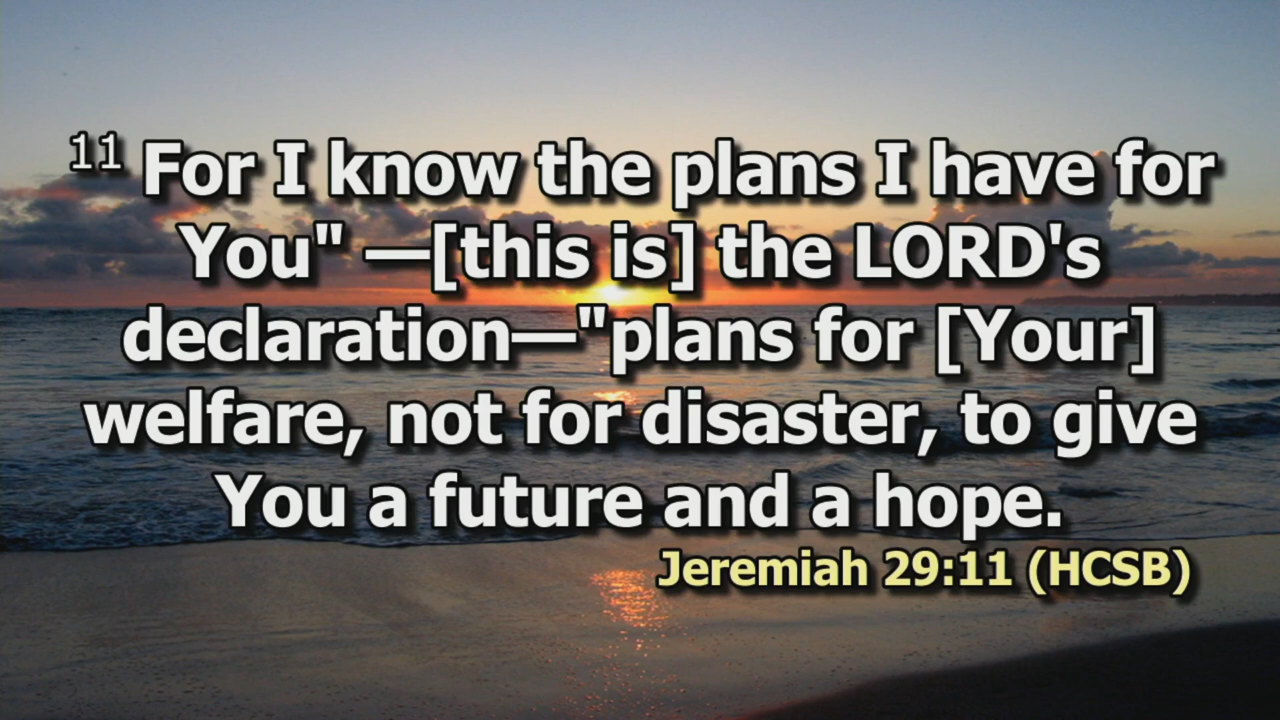 11 For I know the plans I have for
You" —[this is] the LORD's
declaration—"plans for [Your]
welfare, not for disaster, to give
You a future and a hope.
Jeremiah 29:11 (HCSB)